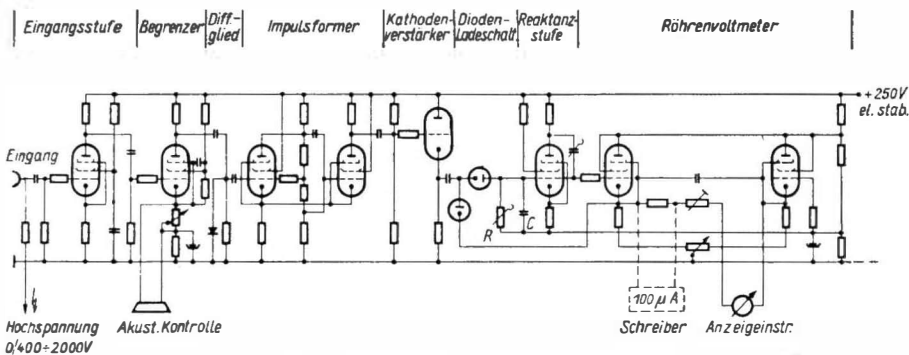 Eingangsstufe Begrenzer Diff- Impulsformer Kathoden- Dioden- Reaktanz- Röhrenvoltmeter
glied verstärker Ladeschalt. stufe
+250V
el. stab.
Eingang
R C
100 µA
Hochspannung Akust. Kontrolle Schreiber Anzeigeinstr.
0/400÷2000V